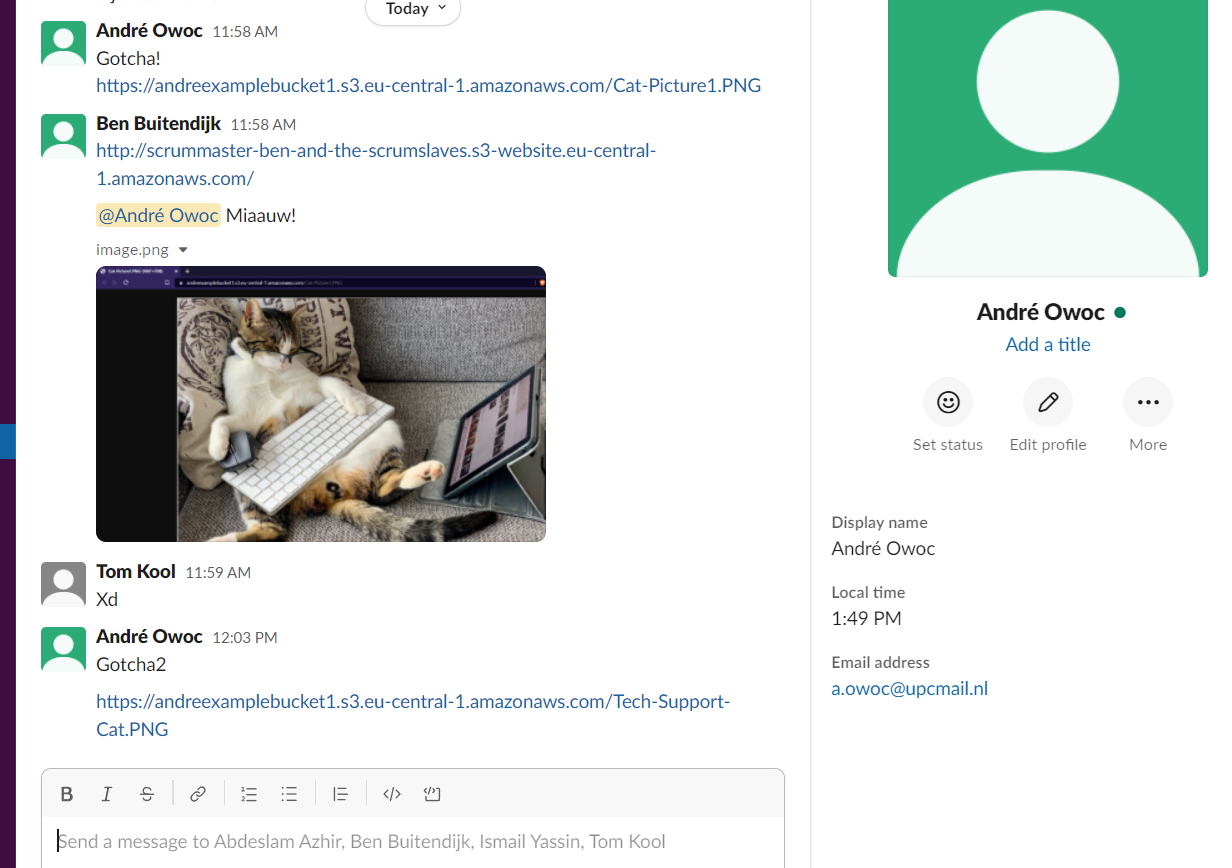 Today
André Owoc 11:58 AM
Gotcha!
https://andreexamplebucket1.s3.eu-central-1.amazonaws.com/Cat-Picture1.PNG
Ben Buitendijk 11:58 AM
http://scrummaster-ben-and-the-scrumslaves.s3-website.eu-central-
1.amazonaws.com/
@André Owoc Miaauw!
image.png
Tom Kool 11:59 AM
Xd
André Owoc 12:03 PM
Gotcha2
https://andreexamplebucket1.s3.eu-central-1.amazonaws.com/Tech-Support-
Cat.PNG
B I S
Send a message to Abdeslam Azhir, Ben Buitendijk, Ismail Yassin, Tom Kool
André Owoc
Add a title
Set status
Edit profile
More
Display name
André Owoc
Local time
1:49 PM
Email address
a.owoc@upcmail.nl